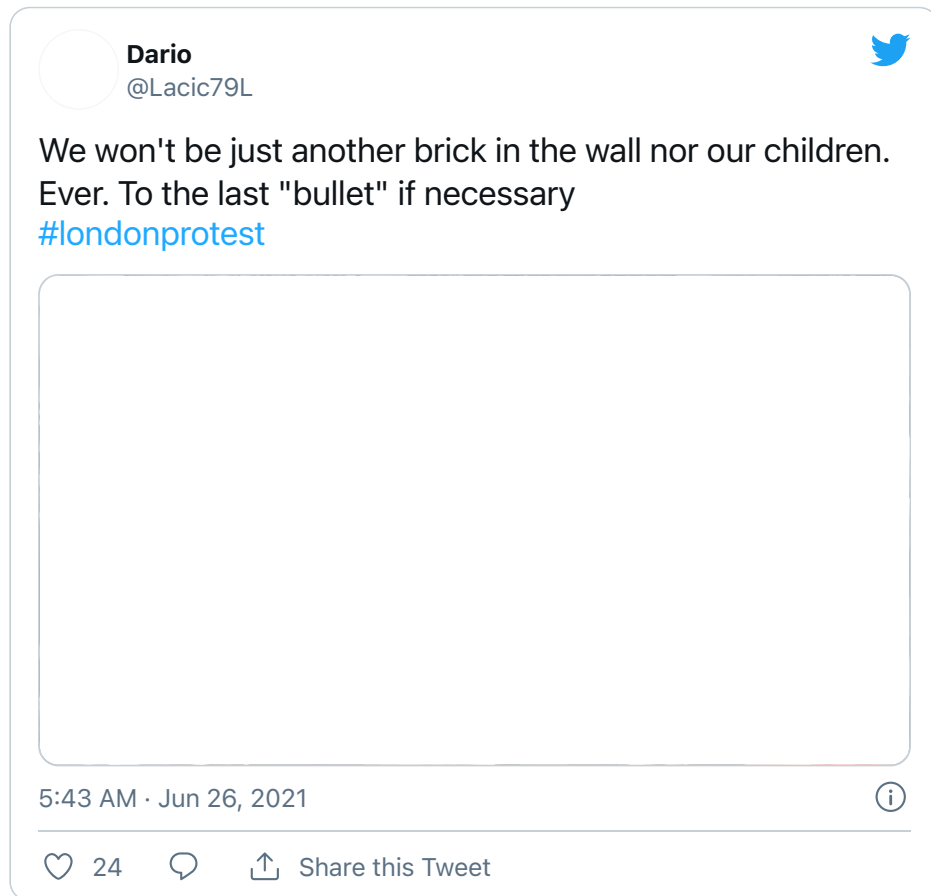 Dario
@Lacic79L
We won't be just another brick in the wall nor our children.
Ever. To the last "bullet" if necessary
#londonprotest
5:43 AM · Jun 26, 2021
24
Share this Tweet